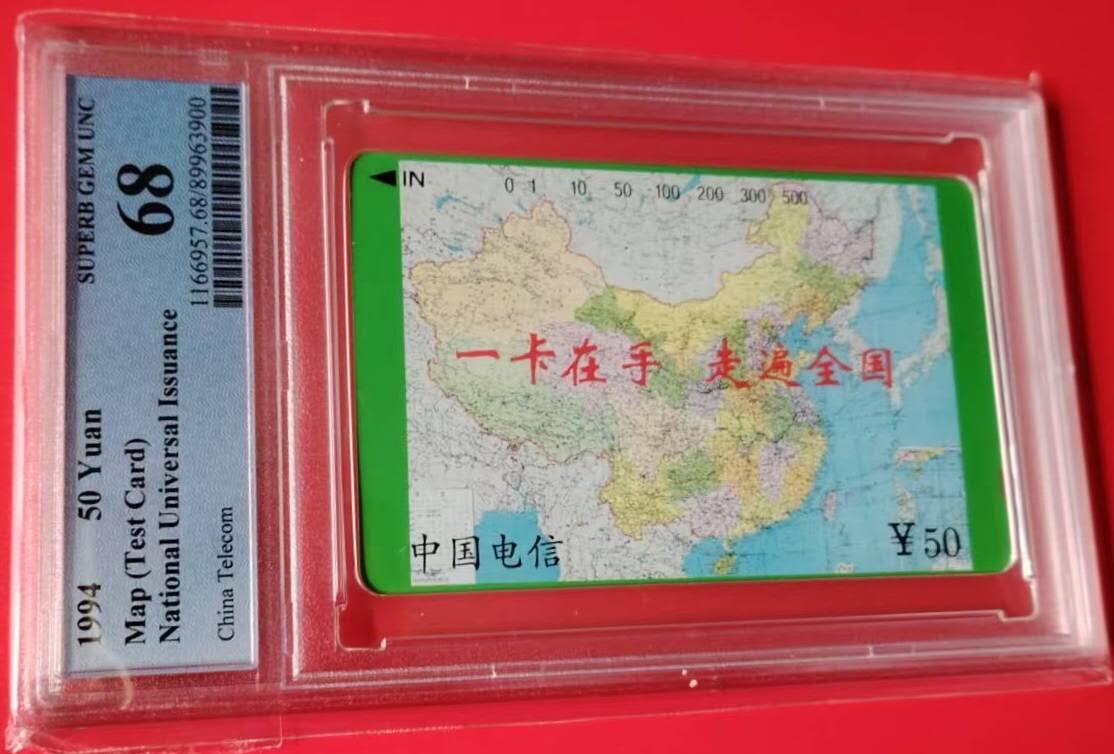 1994 50 Yuan SUPERB GEM UNC
Map (Test Card) 68
National Universal Issuance
1166957.68/89963900
China Telecom
IN 0 1 10 50 100 200 300 500
一卡在手 走遍全国
中国电信 ¥50